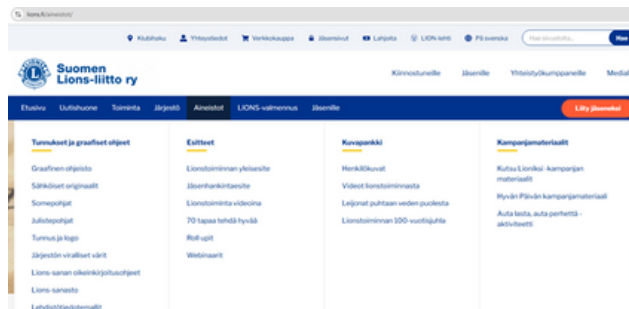 lions.fi/aineistot/
Klubihaku Yhteystiedot Verkkokauppa Jäsensivut Lahjoita LION-lehti På svenska Hae sivustolta... Hae
Suomen
Lions-liitto ry
Kiinnostuneille Jäsenille Yhteistyökumppaneille Medial
Etusivu Uutishuone Toiminta Järjestö Aineistot LIONS-valmennus Jäsenille Liity jäseneksi
Tunnukset ja graafiset ohjeet Esitteet Kuvapankki Kampanjamateriaalit
Graafinen ohjeisto Lionstoiminnan yleisesite Henkilökuvat Kutsu Lioniksi -kampanjan
materiaalit
Sähköiset originaalit Jäsenhankintaesite Videot lionstoiminnasta
Hyvän Päivän kampanjamateriaali
Somepohjat Lionstoiminta videoina Leijonat puhtaan veden puolesta
Auta lasta, auta perhettä -
aktiviteetti
Julistepohjat 70 tapaa tehdä hyvää Lionstoiminnan 100-vuotisjuhla
Tunnus ja logo Roll upit
Järjestön viralliset värit Webinaarit
Lions-sanan oikeinkirjoitusohjeet
Lions-sanasto
Lehdistötiedotemallit